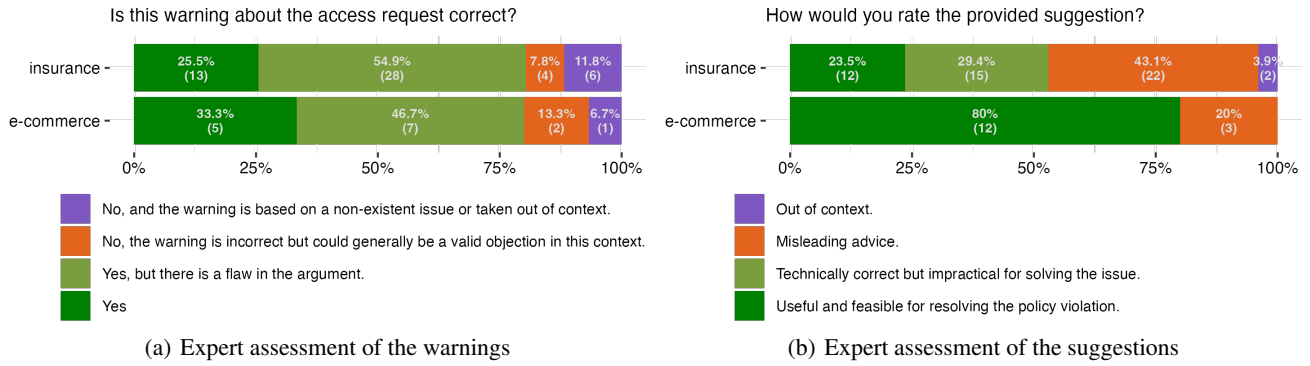 Is this warning about the access request correct?
insurance
25.5%
(13)
54.9%
(28)
7.8%
(4)
11.8%
(6)
e-commerce
33.3%
(5)
46.7%
(7)
13.3%
(2)
6.7%
(1)
0% 25% 50% 75% 100%
No, and the warning is based on a non-existent issue or taken out of context.
No, the warning is incorrect but could generally be a valid objection in this context.
Yes, but there is a flaw in the argument.
Yes
(a) Expert assessment of the warnings
How would you rate the provided suggestion?
insurance
23.5%
(12)
29.4%
(15)
43.1%
(22)
3.9%
(2)
e-commerce
80%
(12)
20%
(3)
0% 25% 50% 75% 100%
Out of context.
Misleading advice.
Technically correct but impractical for solving the issue.
Useful and feasible for resolving the policy violation.
(b) Expert assessment of the suggestions